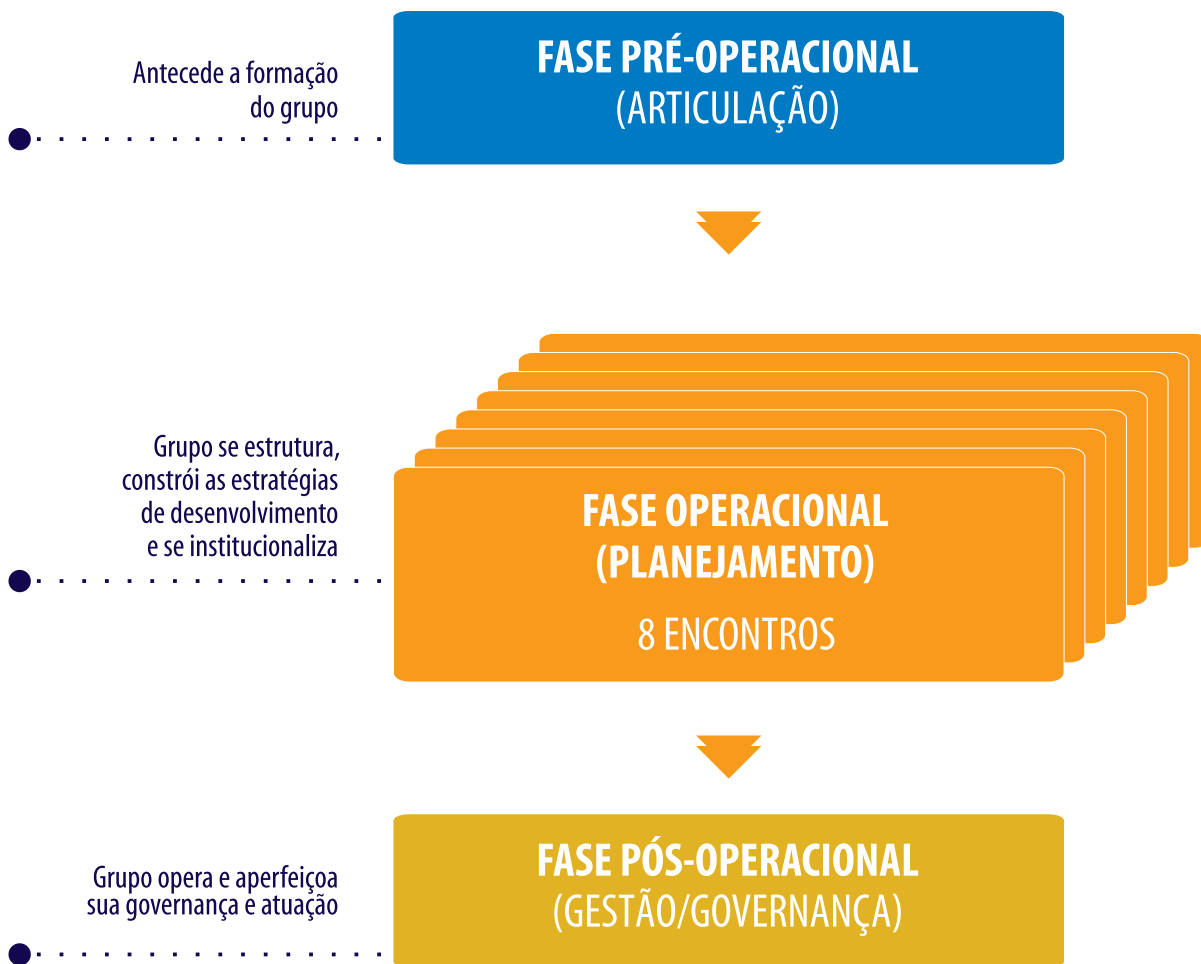 Antecede a formação
do grupo
FASE PRÉ-OPERACIONAL
(ARTICULAÇÃO)
Grupo se estrutura,
constrói as estratégias
de desenvolvimento
e se institucionaliza
FASE OPERACIONAL
(PLANEJAMENTO)
8 ENCONTROS
Grupo opera e aperfeiçoa
sua governança e atuação
FASE PÓS-OPERACIONAL
(GESTÃO/GOVERNANÇA)